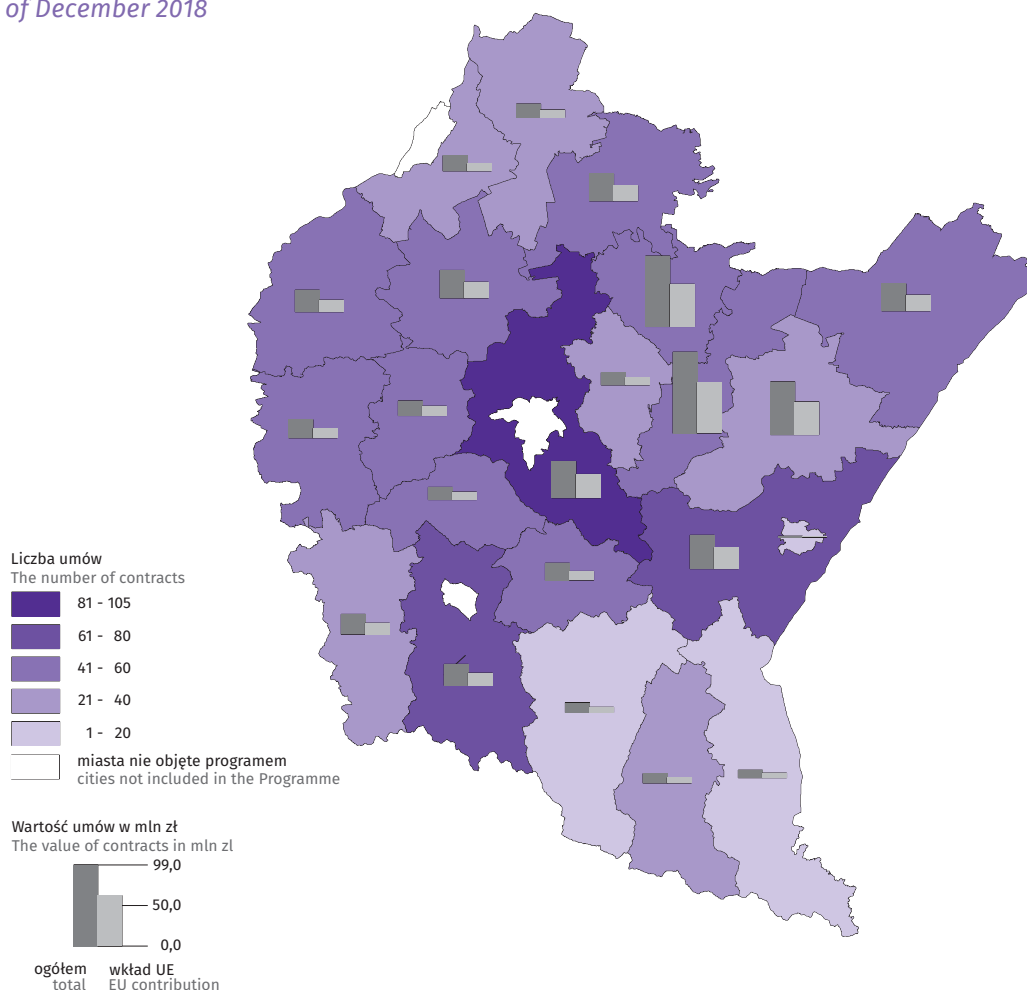 of December 2018
Liczba umów
The number of contracts
81 - 105
61 - 80
41 - 60
21 - 40
1 - 20
miasta nie objęte programem
cities not included in the Programme
Wartość umów w mln zł
The value of contracts in mln zl
99,0
50,0
0,0
ogółem wkład UE
total EU contribution